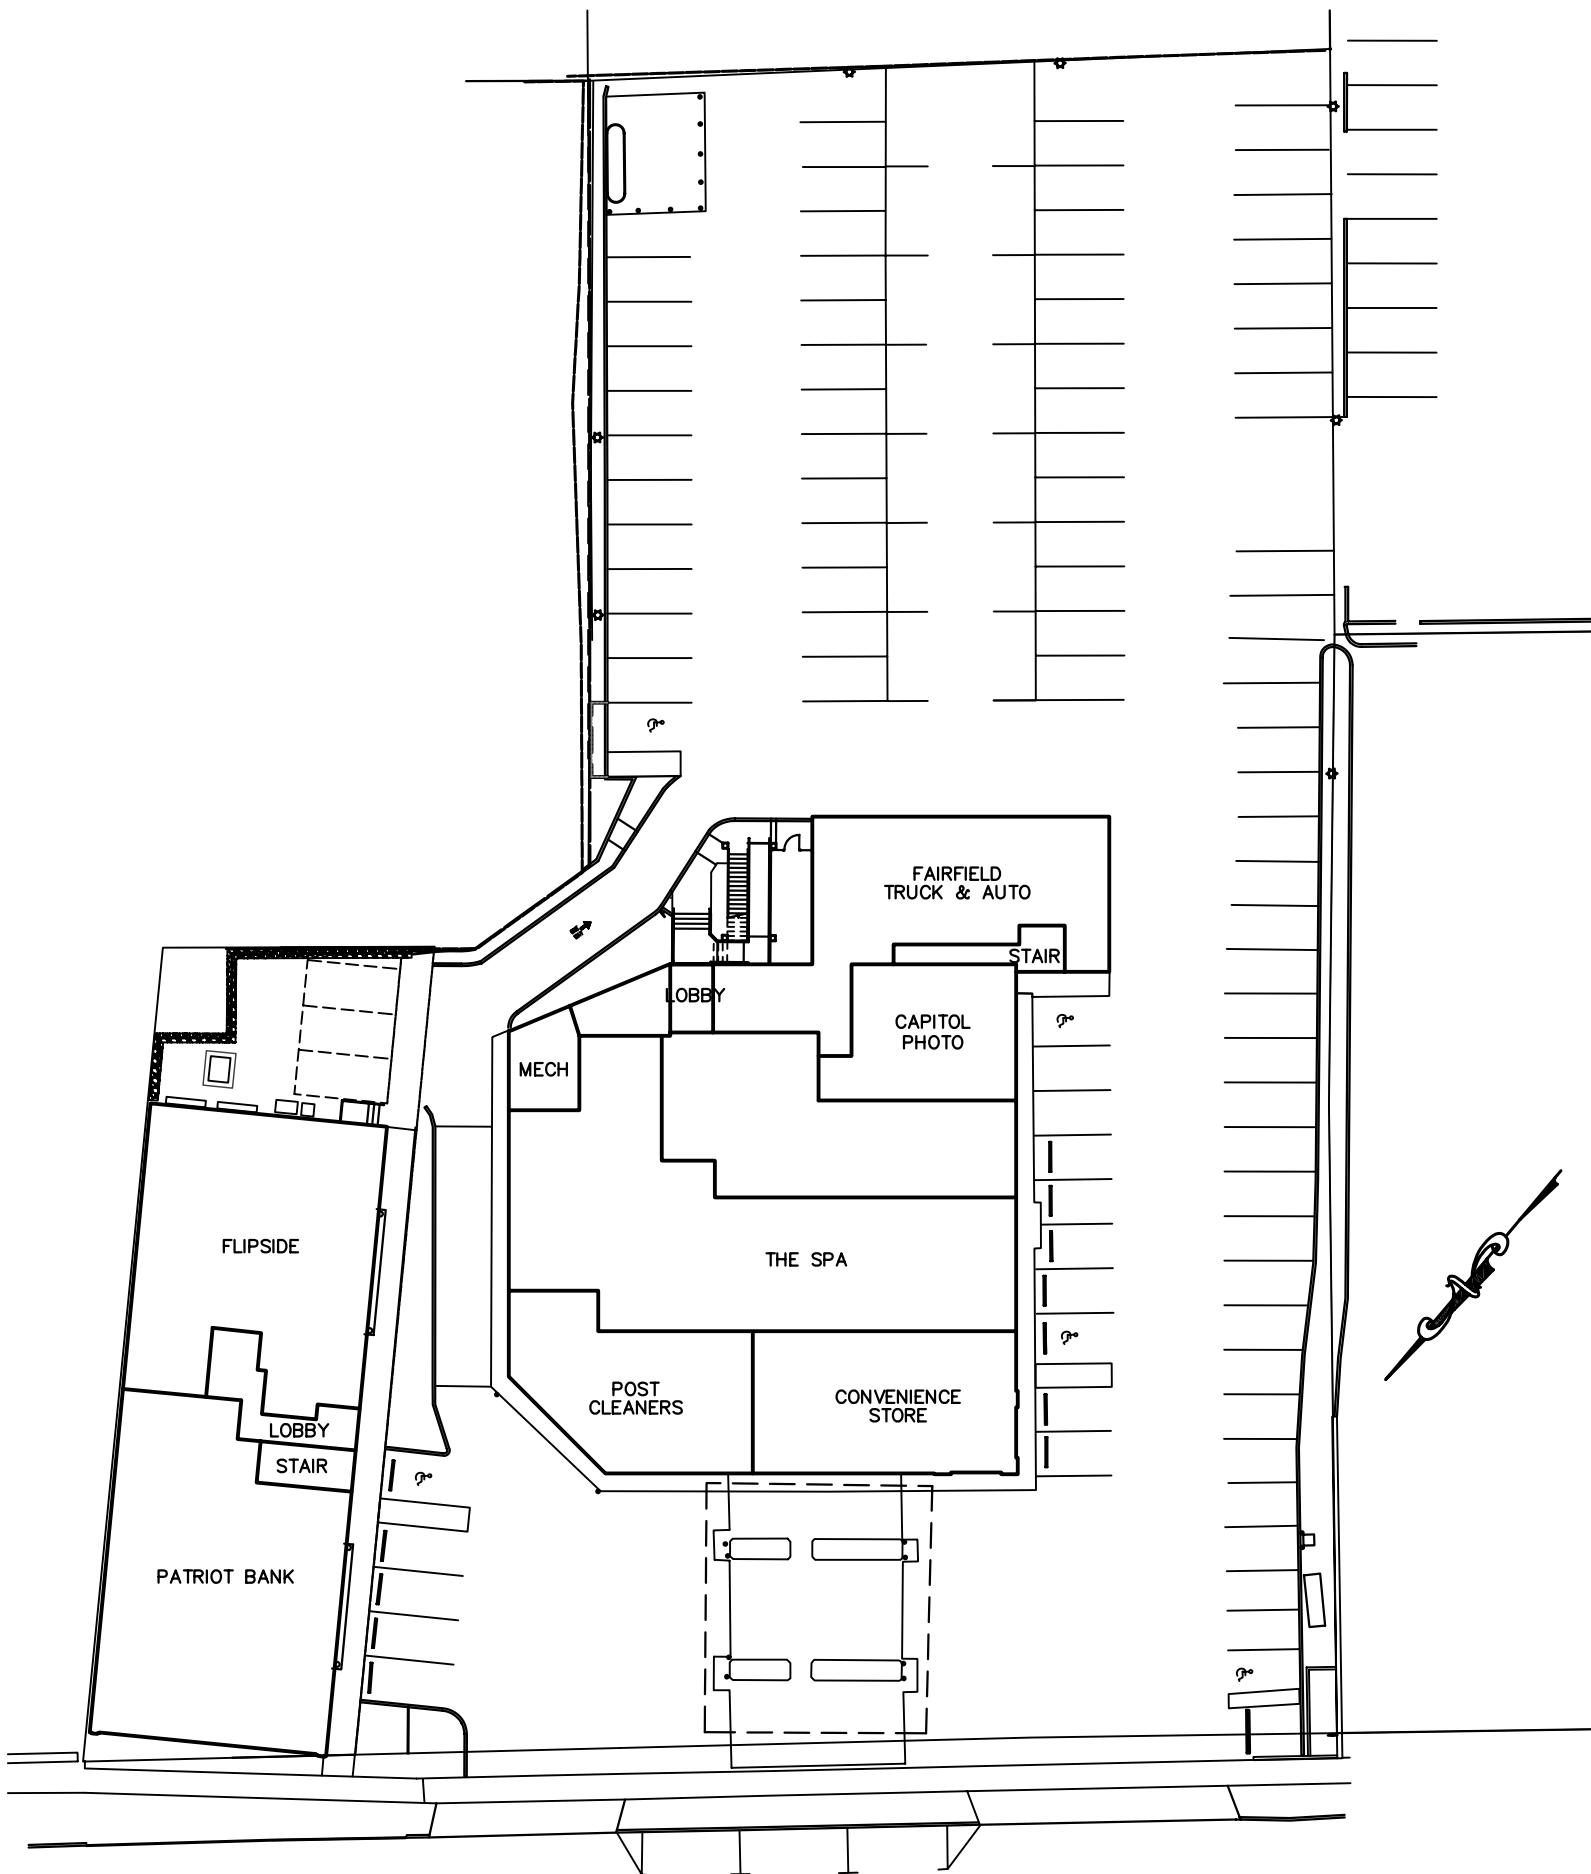 FAIRFIELD
TRUCK & AUTO
STAIR
LOBBY
CAPITOL
PHOTO
MECH
FLIPSIDE
THE SPA
POST
CLEANERS
CONVENIENCE
STORE
LOBBY
STAIR
PATRIOT BANK